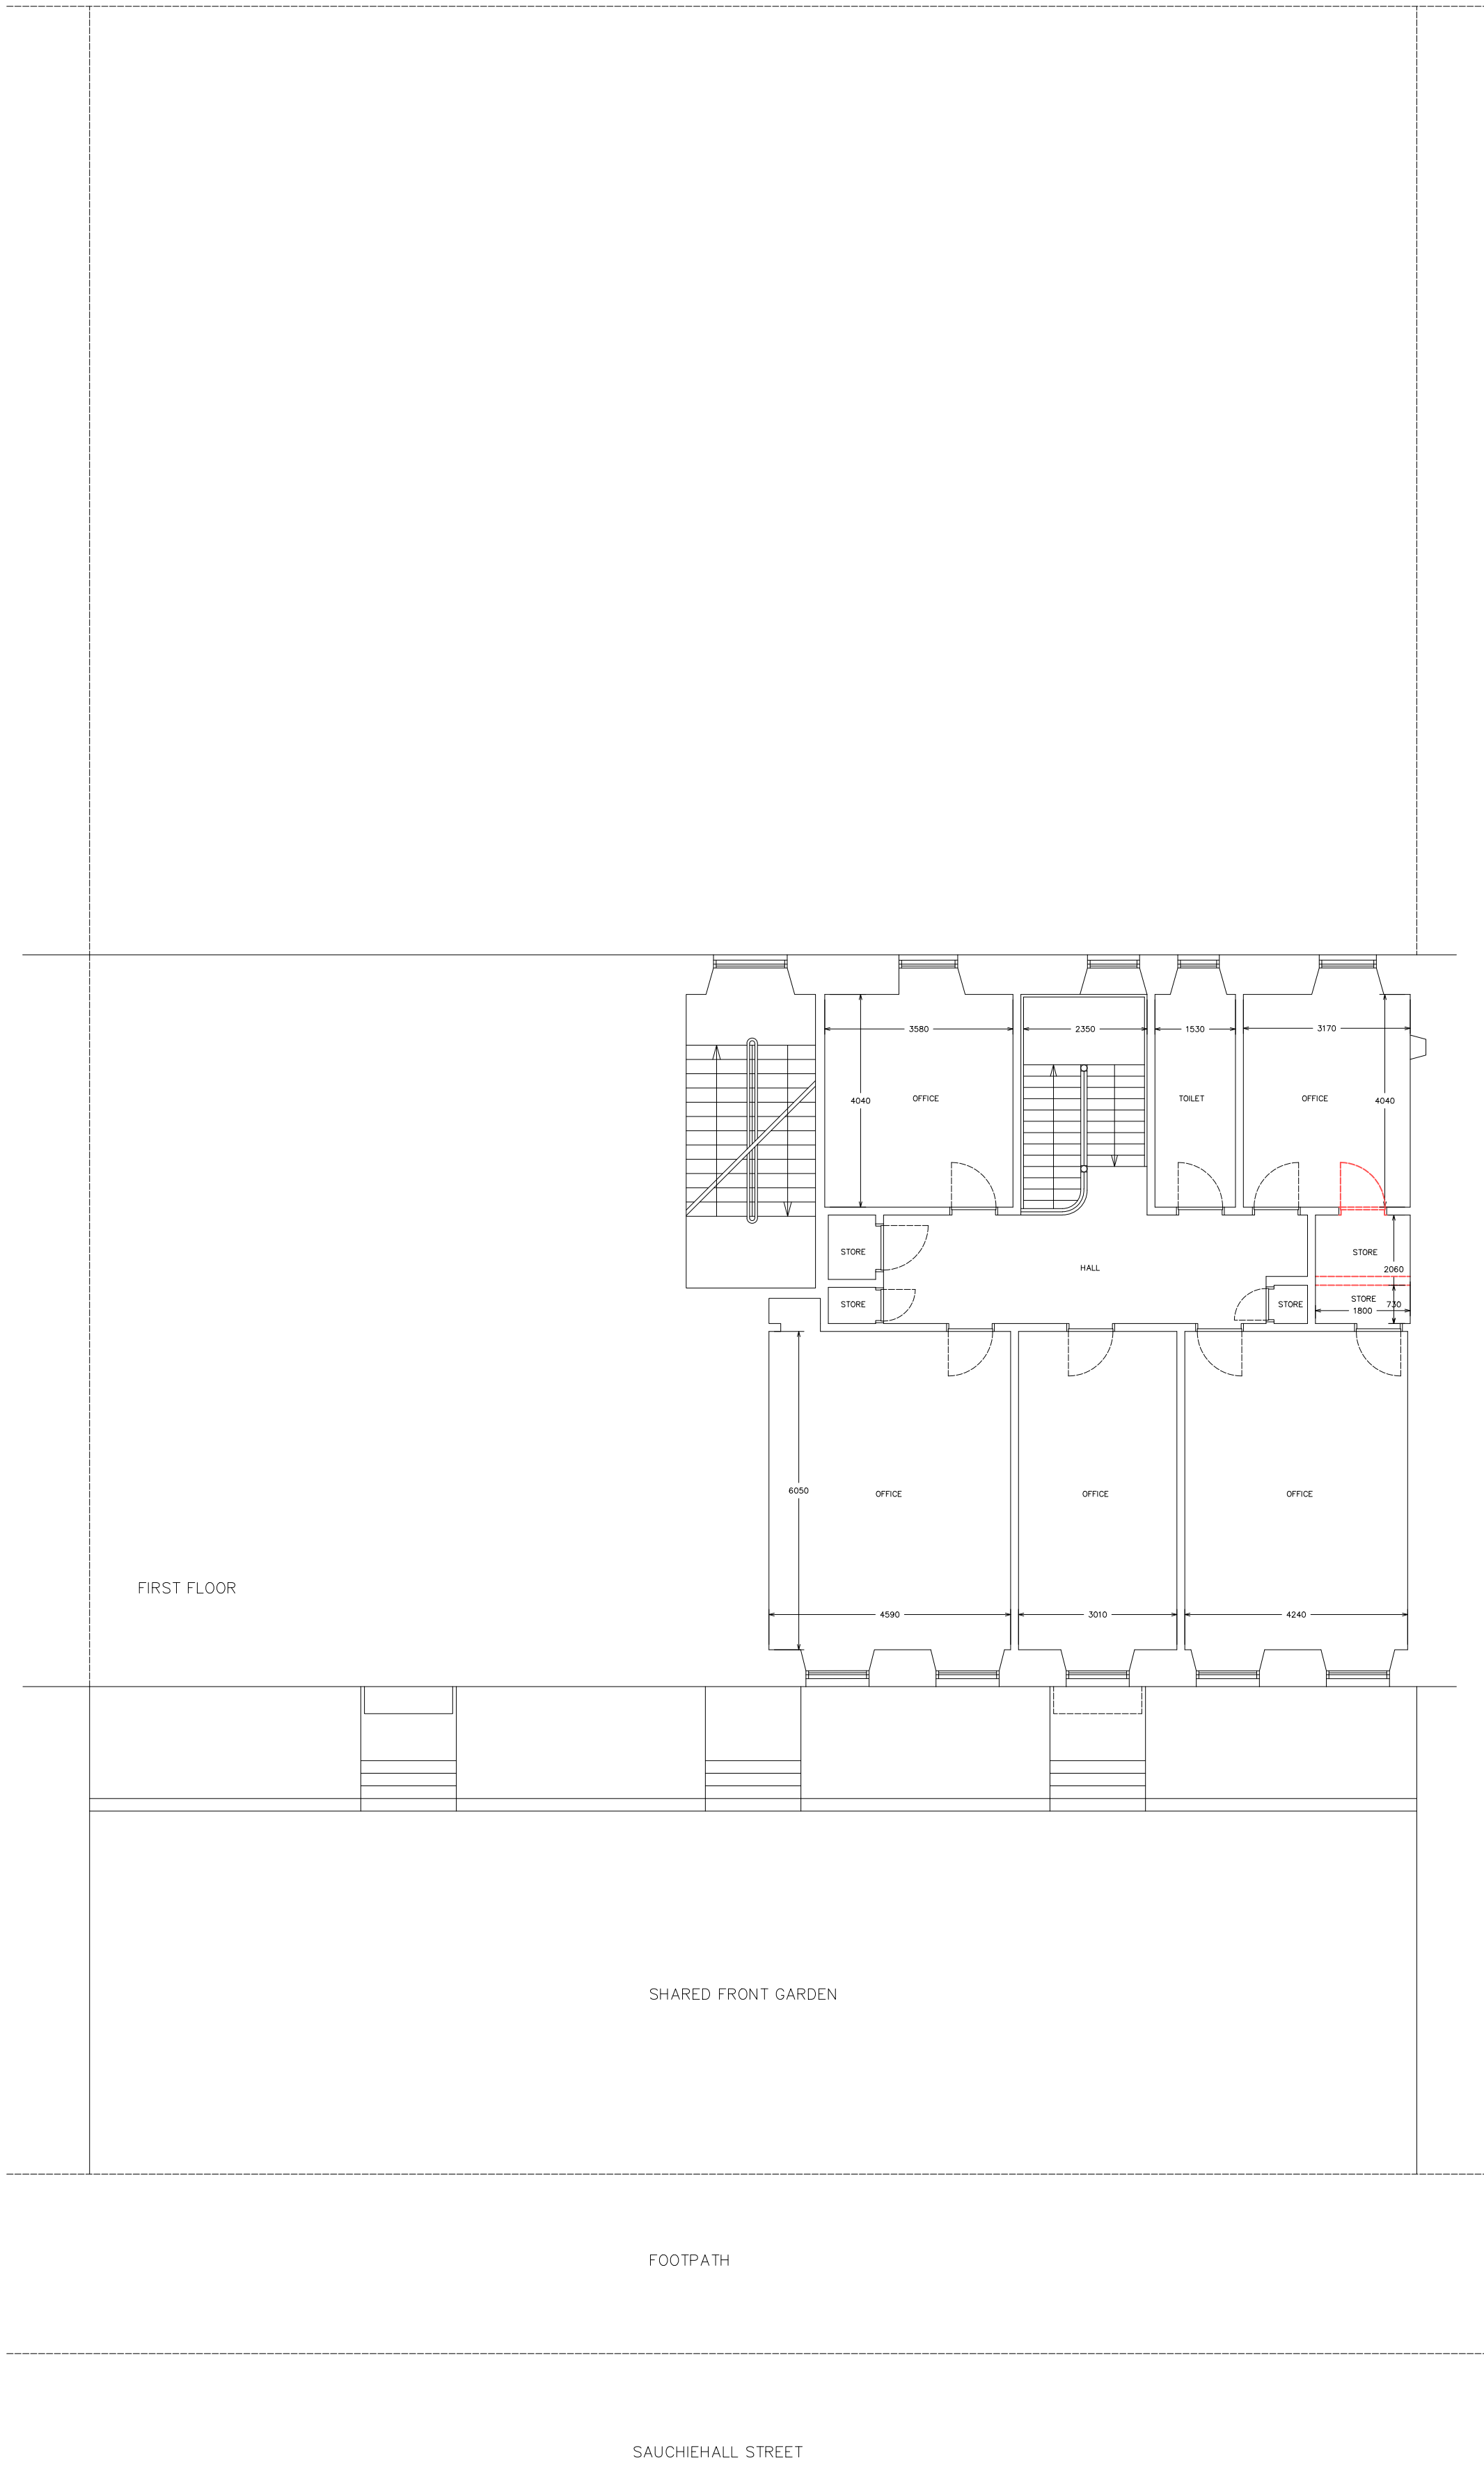 3580
2350
1530
3170
4040
OFFICE
TOILET
OFFICE
4040
STORE
HALL
STORE
2060
STORE
STORE
STORE
730
1800
6050
OFFICE
OFFICE
OFFICE
FIRST FLOOR
4590
3010
4240
SHARED FRONT GARDEN
FOOTPATH
SAUCHIEHALL STREET